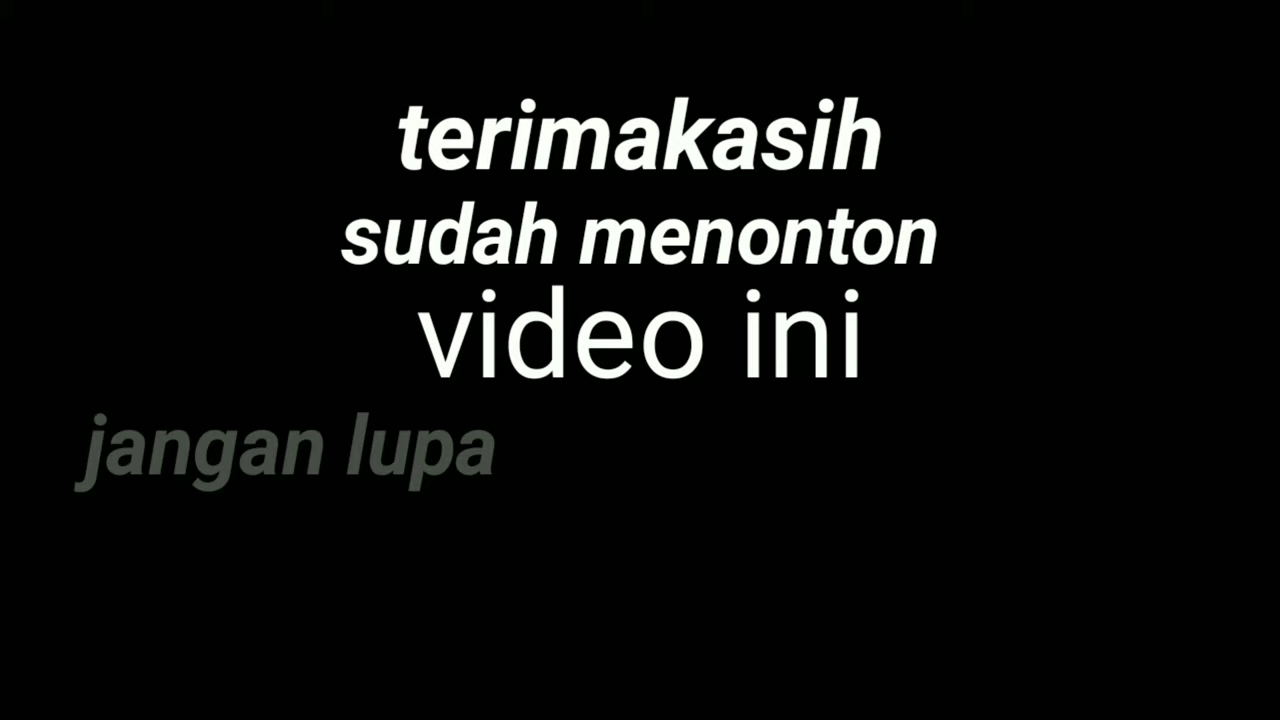 terimakasih
sudah menonton
video ini
jangan lupa